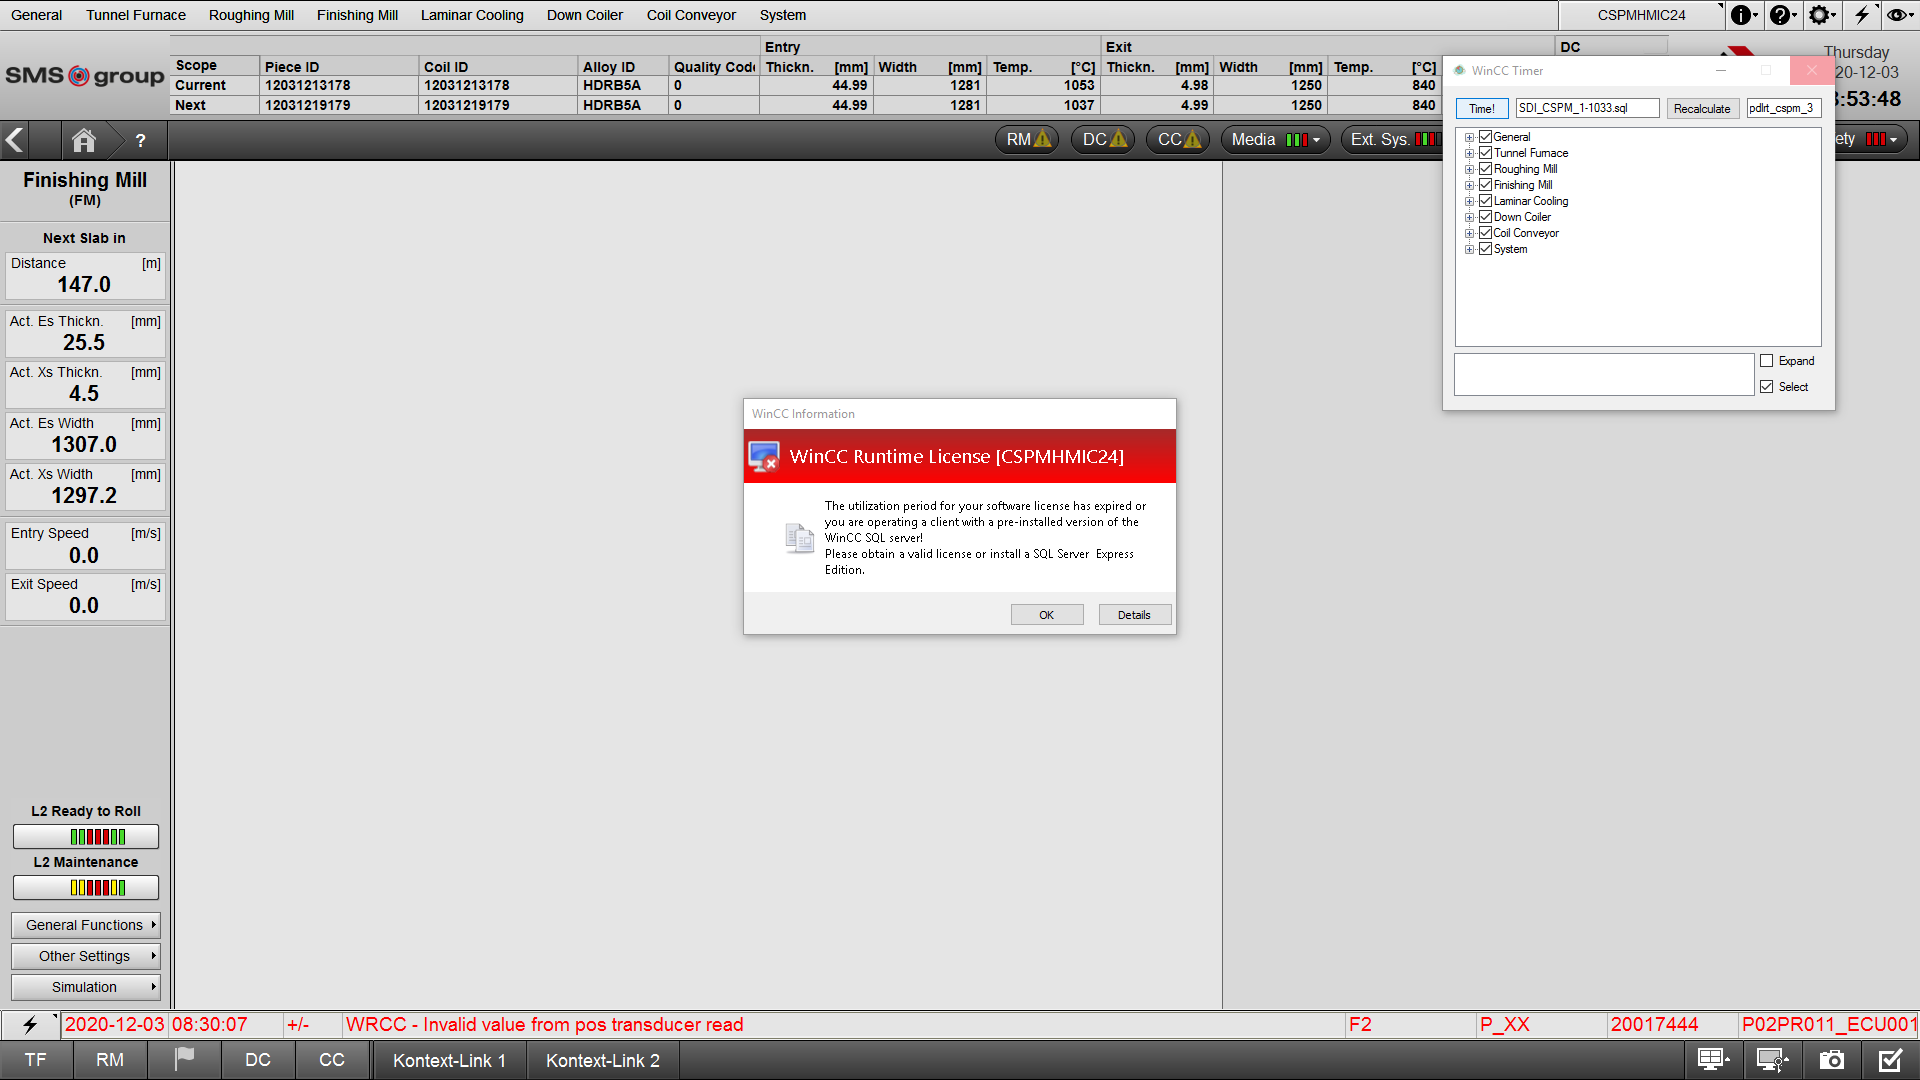 General Tunnel Furnace Roughing Mill Finishing Mill Laminar Cooling Down Coiler Coil Conveyor System CSPMHMIC24
SMS group
Entry Exit DC
Scope Piece ID Coil ID Alloy ID Quality Code Thickn. [mm] Width [mm] Temp. [°C] Thickn. [mm] Width [mm] Temp. [°C]
Current 12031213178 12031213178 HDRB5A 0 44.99 1281 1053 4.98 1250 840
Next 12031219179 12031219179 HDRB5A 0 44.99 1281 1037 4.99 1250 840
Thursday
20-12-03
:53:48
? RM DC CC Media Ext. Sys. ety
WinCC Timer
Time! SDI_CSPM_1-1033.sql Recalculate pdlrt_cspm_3
General
Tunnel Furnace
Roughing Mill
Finishing Mill
Laminar Cooling
Down Coiler
Coil Conveyor
System
Expand
Select
Finishing Mill
(FM)
Next Slab in
Distance [m]
147.0
Act. Es Thickn. [mm]
25.5
Act. Xs Thickn. [mm]
4.5
Act. Es Width [mm]
1307.0
Act. Xs Width [mm]
1297.2
Entry Speed [m/s]
0.0
Exit Speed [m/s]
0.0
L2 Ready to Roll
L2 Maintenance
General Functions
Other Settings
Simulation
WinCC Information
WinCC Runtime License [CSPMHMIC24]
The utilization period for your software license has expired or
you are operating a client with a pre-installed version of the
WinCC SQL server!
Please obtain a valid license or install a SQL Server Express
Edition.
OK Details
2020-12-03 08:30:07 +/- WRCC - Invalid value from pos transducer read F2 P_XX 20017444 P02PR011_ECU001
TF RM DC CC Kontext-Link 1 Kontext-Link 2